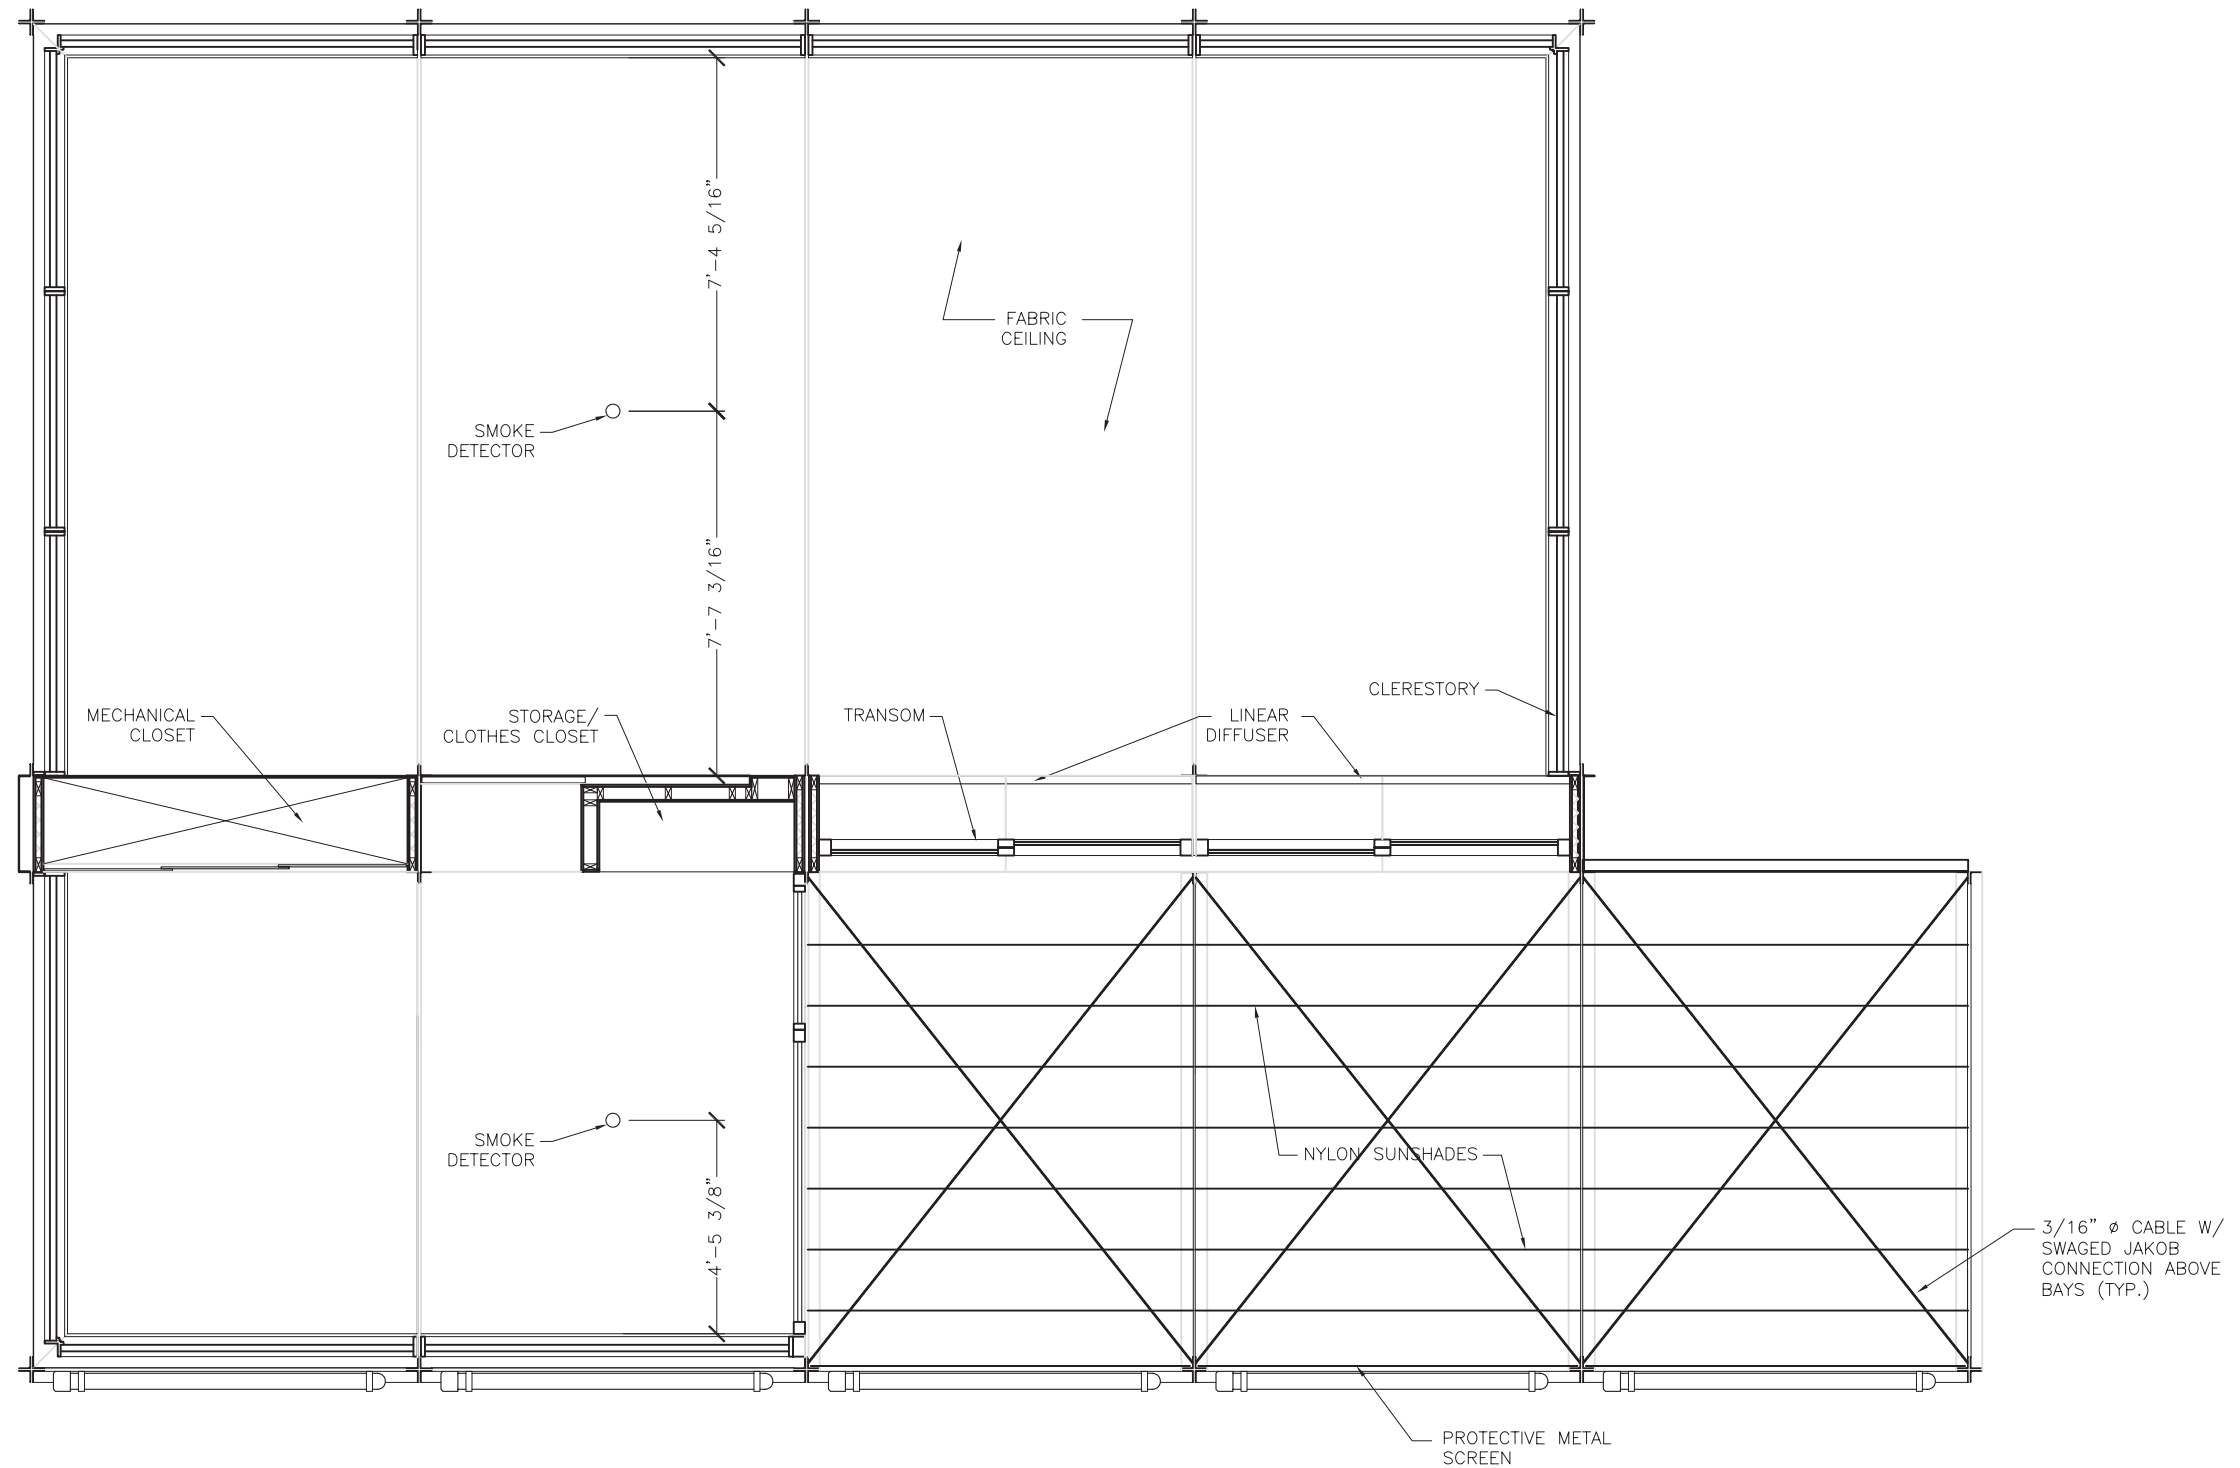 7'-4 5/16"
FABRIC
CEILING
SMOKE
DETECTOR
7'-7 3/16"
CLERESTORY
MECHANICAL
CLOSET
STORAGE/
CLOTHES CLOSET
TRANSOM
LINEAR
DIFFUSER
SMOKE
DETECTOR
NYLON SUNSHADES
4'-5 3/8"
3/16" ø CABLE W/
SWAGED JAKOB
CONNECTION ABOVE
BAYS (TYP.)
PROTECTIVE METAL
SCREEN